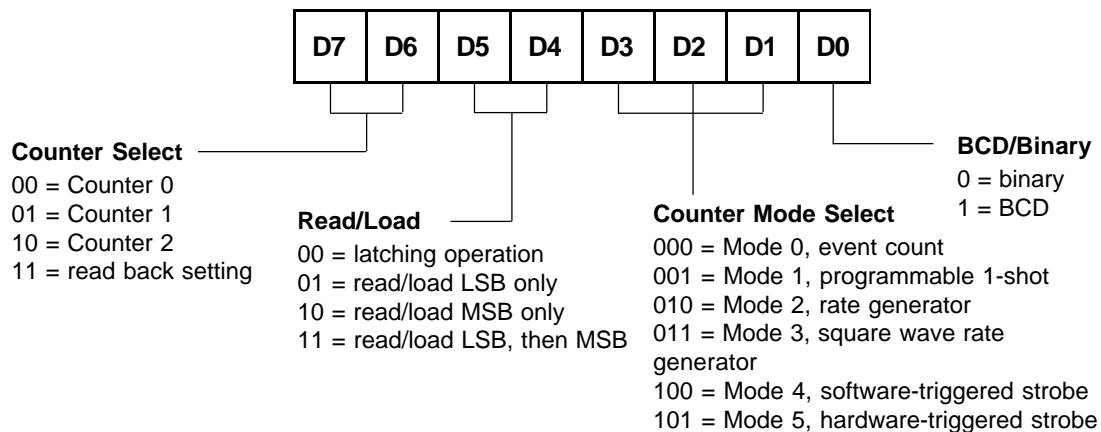 D7 D6 D5 D4 D3 D2 D1 D0
Counter Select
00 = Counter 0
01 = Counter 1
10 = Counter 2
11 = read back setting
Read/Load
00 = latching operation
01 = read/load LSB only
10 = read/load MSB only
11 = read/load LSB, then MSB
Counter Mode Select
000 = Mode 0, event count
001 = Mode 1, programmable 1-shot
010 = Mode 2, rate generator
011 = Mode 3, square wave rate
generator
100 = Mode 4, software-triggered strobe
101 = Mode 5, hardware-triggered strobe
BCD/Binary
0 = binary
1 = BCD